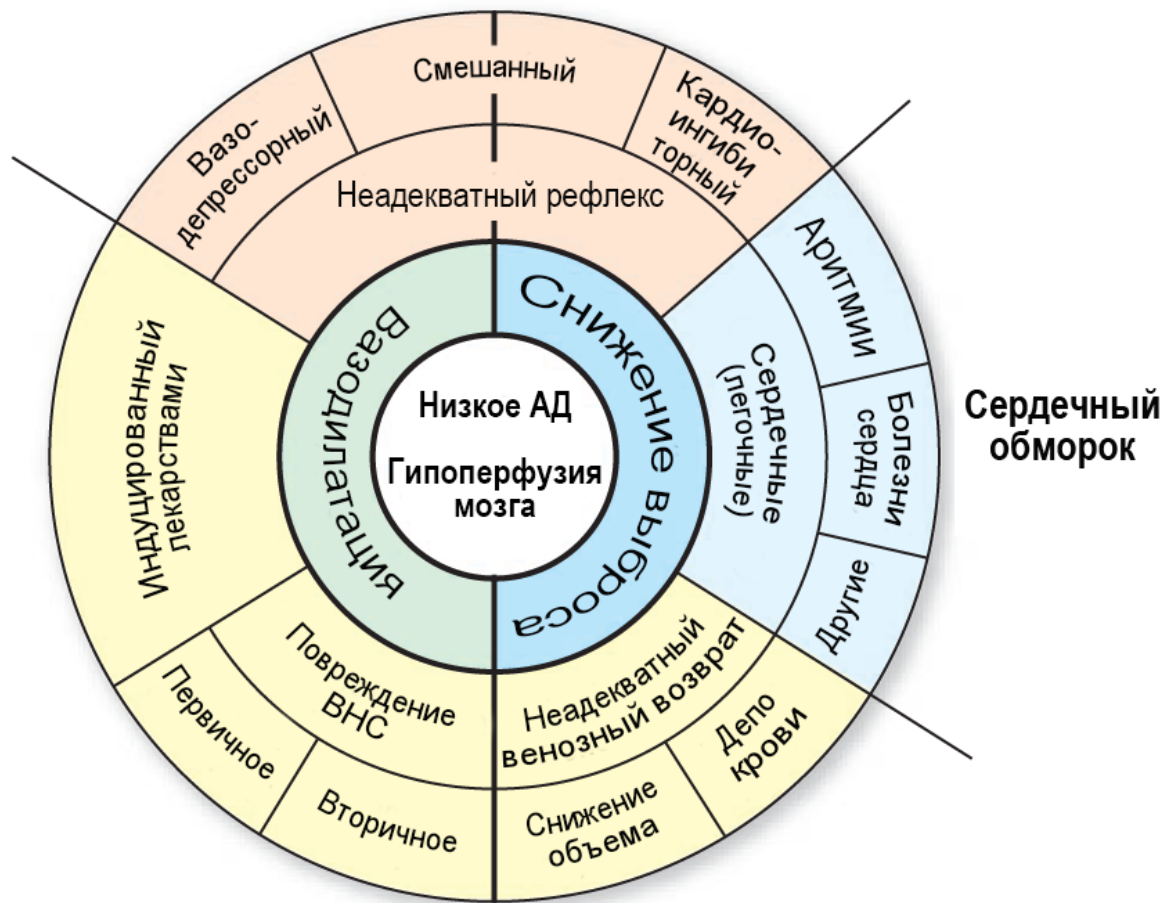 Смешанный
Вазо-
депрессорный
Кардио-
ингиби
торный
Неадекватный рефлекс
Вазодилатация
Снижение выброса
Низкое АД
Гипоперфузия
мозга
Аритмии
Сердечные
(легочные)
Болезни
сердца
Другие
Сердечный
обморок
Индуцированный
лекарствами
Повреждение
ВНС
Первичное
Вторичное
Неадекватный
венозный возврат
Депо
крови
Снижение
объема